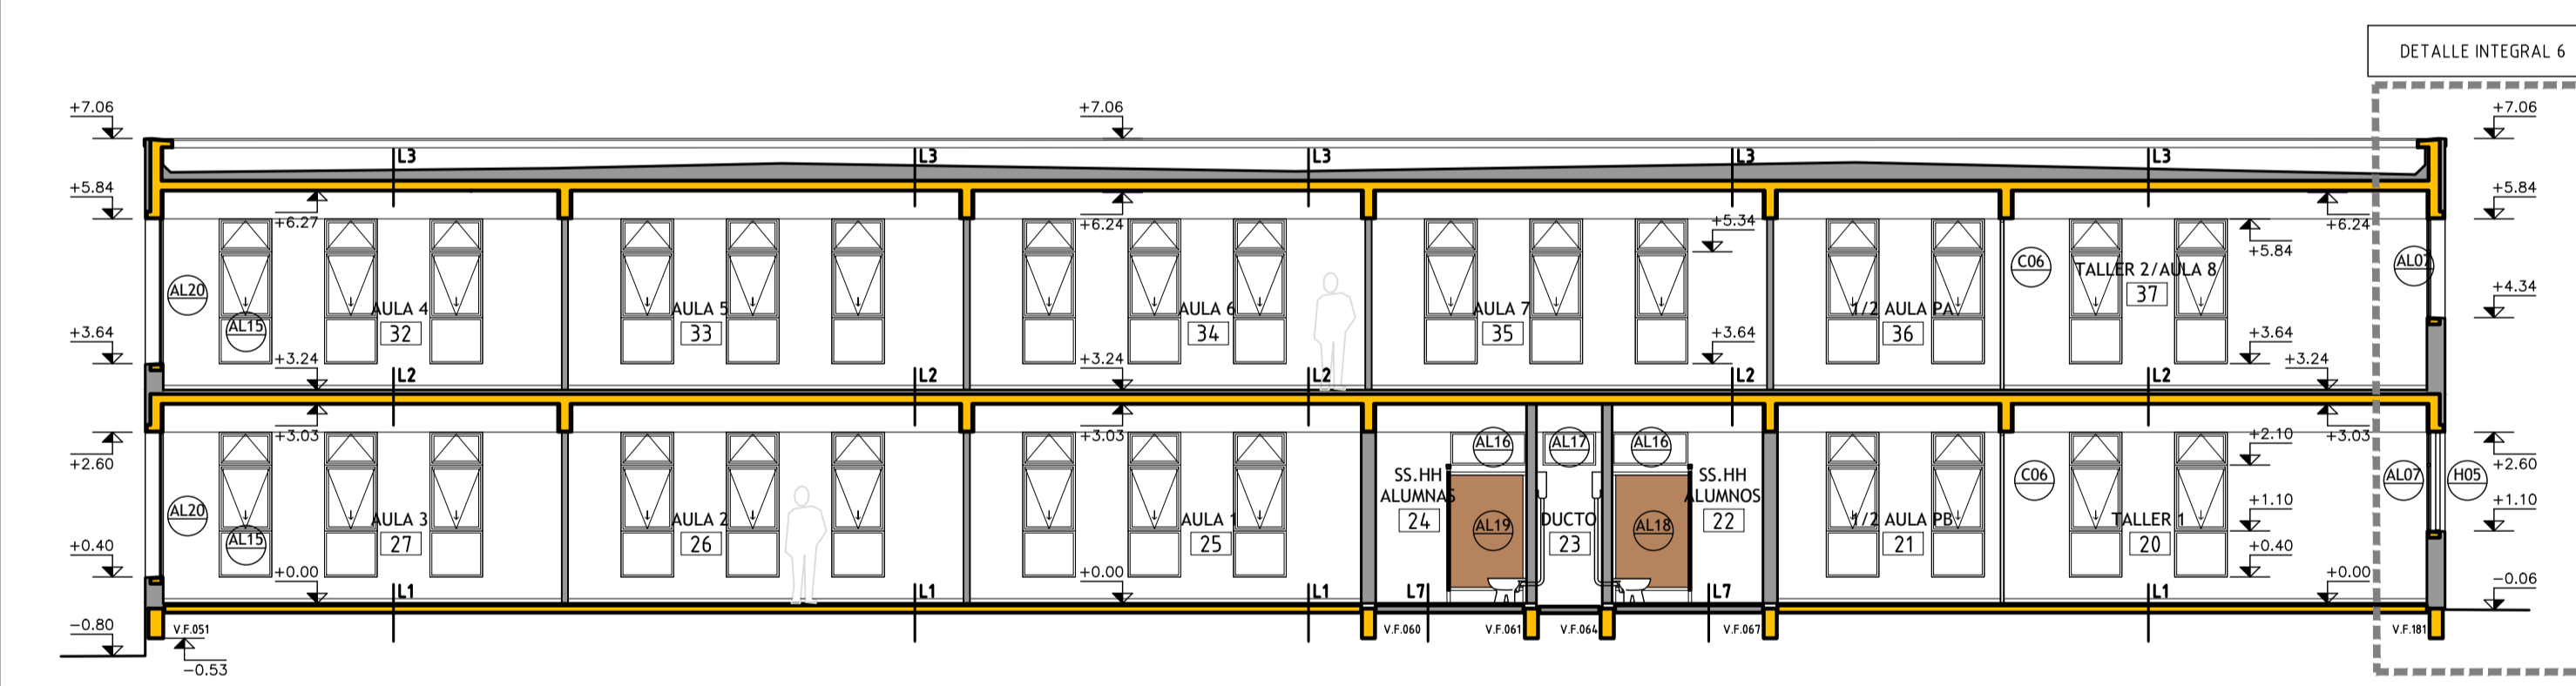 DETALLE INTEGRAL 6
+7.06
+7.06
+7.06
L3
L3
L3
L3
L3
+5.84
+6.27
+6.24
+5.34
+5.84
+6.24
+5.84
AL20
AL15
AULA 4
32
AULA 5
33
AULA 6
34
AULA 7
35
1/2 AULA PA
36
C06
TALLER 2/AULA 8
37
AL07
+4.34
+3.64
+3.24
+3.24
+3.64
+3.64
+3.24
L2
L2
L2
L2
L2
+2.60
+3.03
+3.03
AL16
AL17
AL16
+2.10
+3.03
+2.60
AL20
AL15
AULA 3
27
AULA 2
26
AULA 1
25
SS.HH
ALUMNAS
24
AL19
DUCTO
23
AL18
SS.HH
ALUMNOS
22
1/2 AULA PB
21
C06
TALLER 1
20
+1.10
+0.40
AL07
H05
+1.10
+0.40
+0.00
+0.00
+0.00
-0.06
L1
L1
L1
L7
L7
L1
-0.80
V.F.051
-0.53
V.F.060
V.F.061
V.F.064
V.F.067
V.F.181